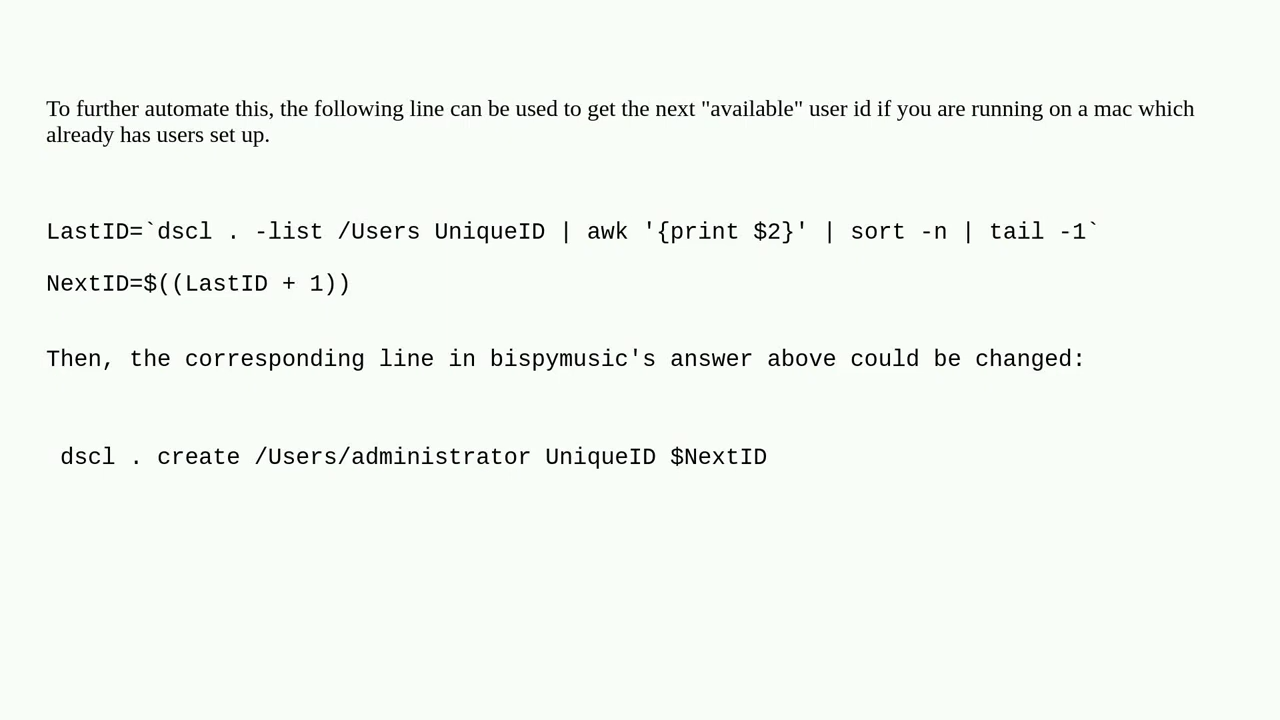 To further automate this, the following line can be used to get the next "available" user id if you are running on a mac which
already has users set up.
LastID=`dscl . -list /Users UniqueID | awk '{print $2}' | sort -n | tail -1`
NextID=$((LastID + 1))
Then, the corresponding line in bispymusic's answer above could be changed:
dscl . create /Users/administrator UniqueID $NextID